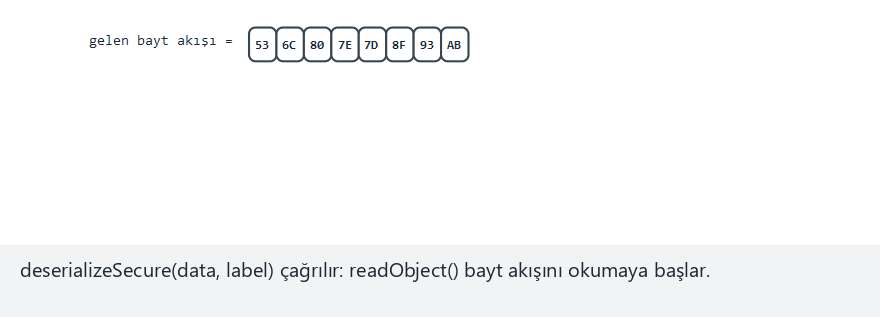 gelen bayt akışı = 53 6C 80 7E 7D 8F 93 AB
deserializeSecure(data, label) çağrılır: readObject() bayt akışını okumaya başlar.